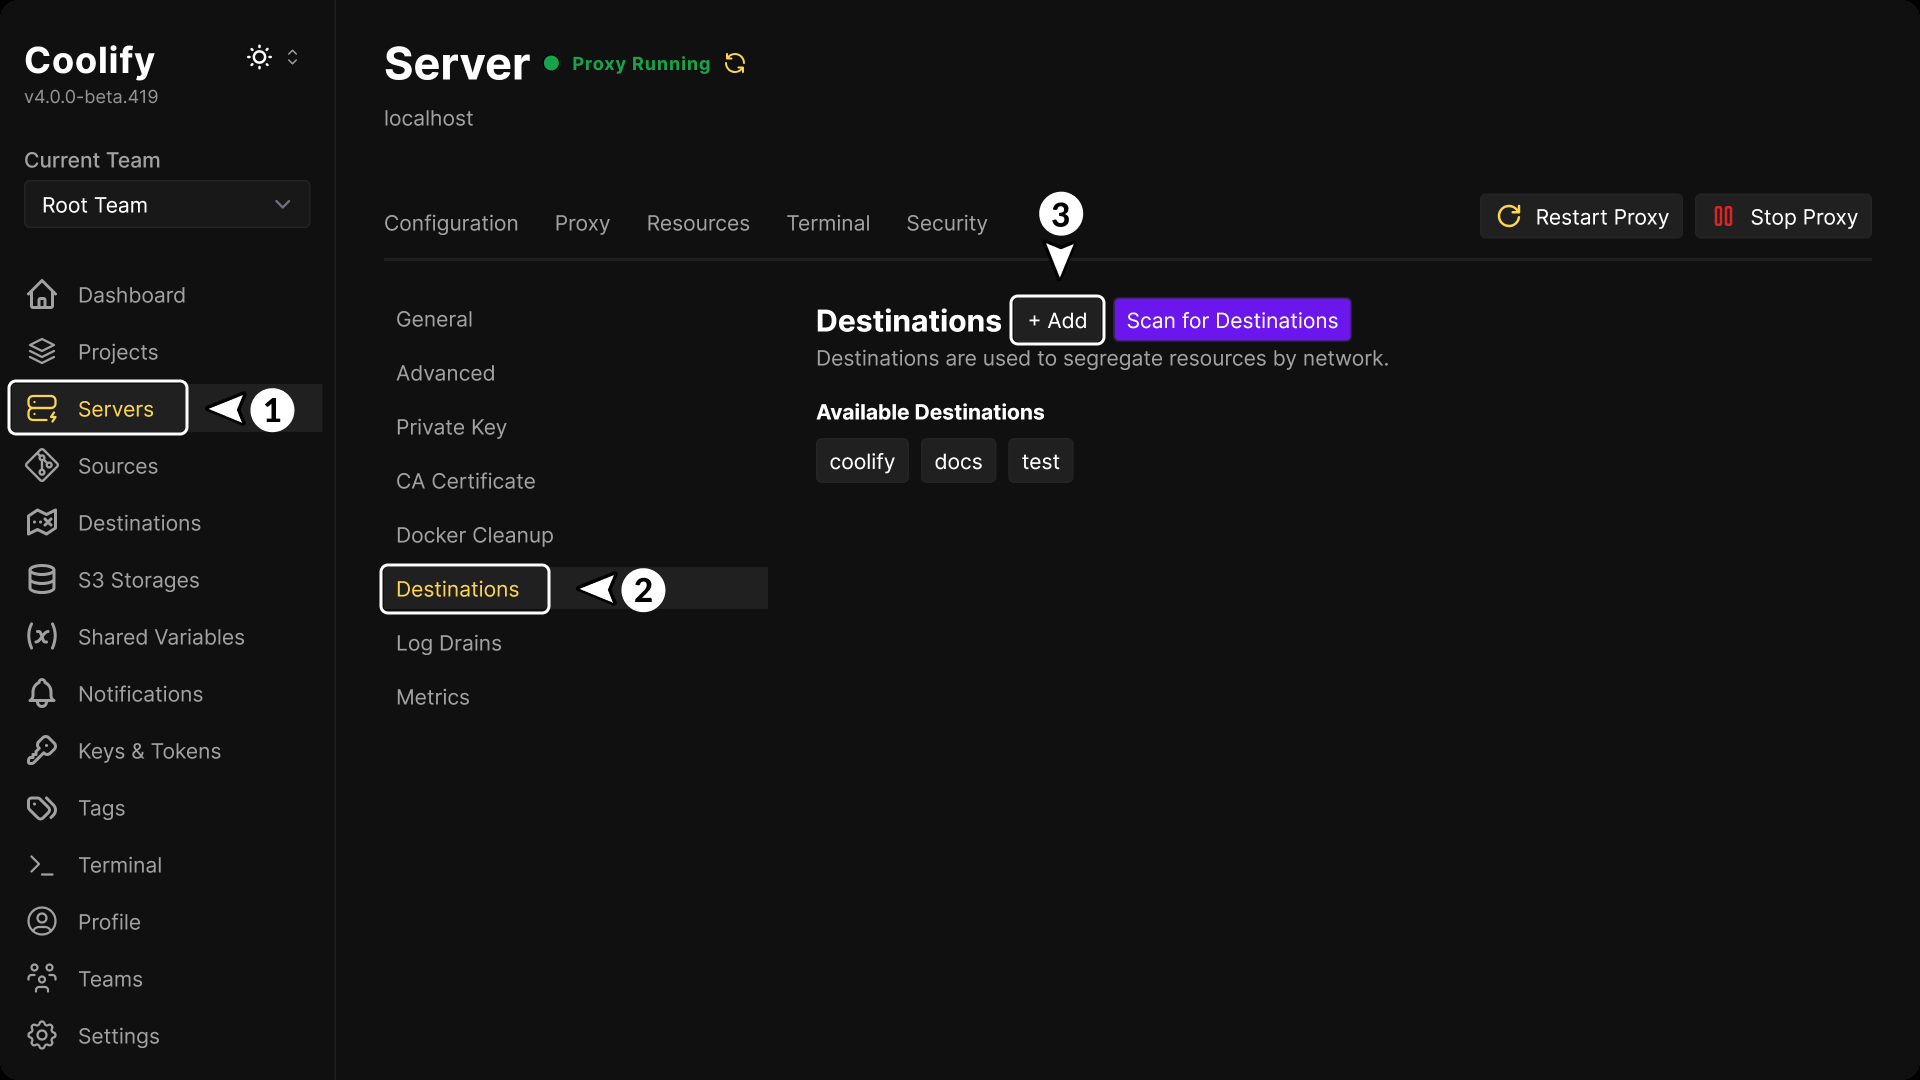 Coolify
v4.0.0-beta.419
Current Team
Root Team
Dashboard
Projects
Servers
1
Sources
Destinations
S3 Storages
Shared Variables
Notifications
Keys & Tokens
Tags
Terminal
Profile
Teams
Settings
Server Proxy Running
localhost
Configuration Proxy Resources Terminal Security
3
Restart Proxy Stop Proxy
General
Advanced
Private Key
CA Certificate
Docker Cleanup
Destinations
2
Log Drains
Metrics
Destinations + Add Scan for Destinations
Destinations are used to segregate resources by network.
Available Destinations
coolify docs test